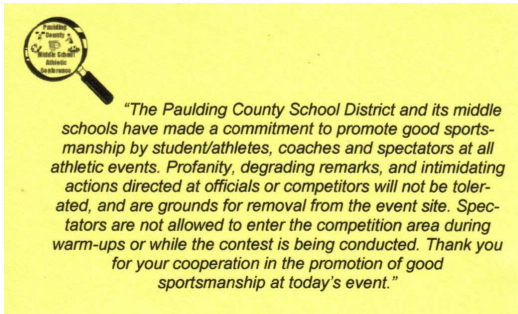 Paulding
County
Middle School
Athletic
Conference
"The Paulding County School District and its middle
schools have made a commitment to promote good sports-
manship by student/athletes, coaches and spectators at all
athletic events. Profanity, degrading remarks, and intimidating
actions directed at officials or competitors will not be toler-
ated, and are grounds for removal from the event site. Spec-
tators are not allowed to enter the competition area during
warm-ups or while the contest is being conducted. Thank you
for your cooperation in the promotion of good
sportsmanship at today's event."